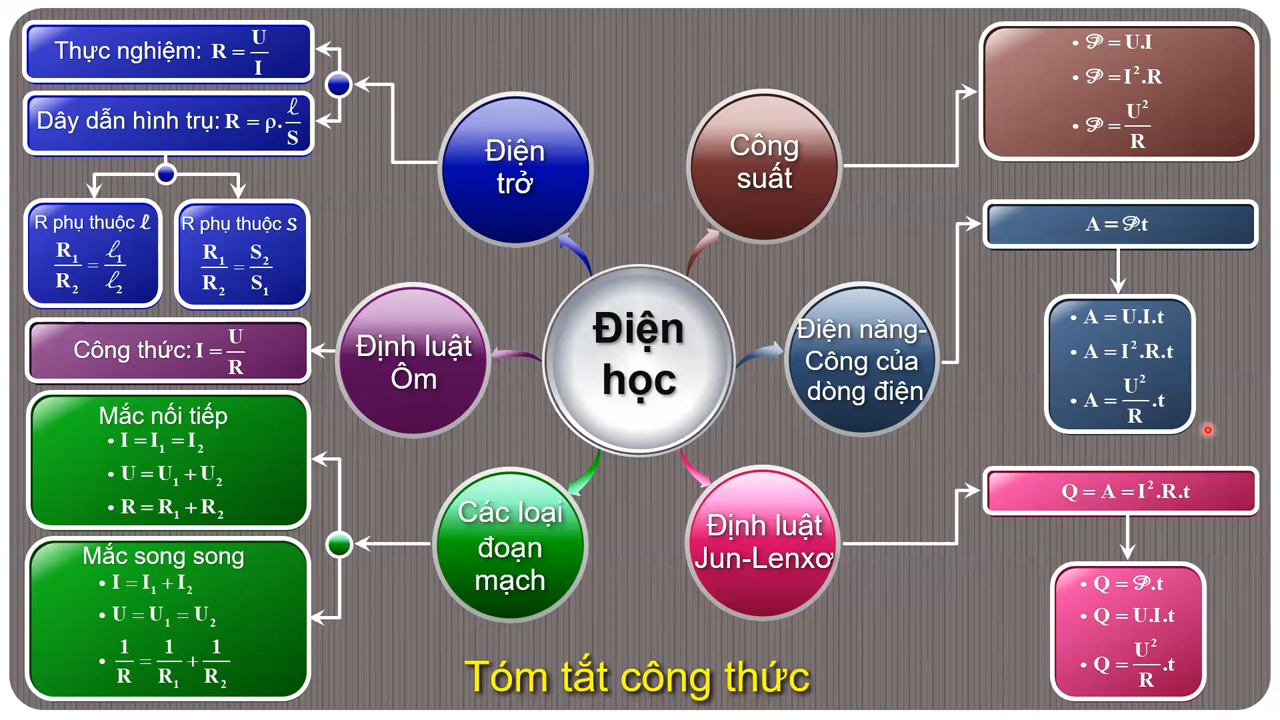 Điện
học
Điện
trở
Thực nghiệm: R = U/I
Dây dẫn hình trụ: R = ρ.ℓ/S
R phụ thuộc ℓ
R₁/R₂ = ℓ₁/ℓ₂
R phụ thuộc S
R₁/R₂ = S₂/S₁
Định luật
Ôm
Công thức: I = U/R
Các loại
đoạn
mạch
Mắc nối tiếp
• I = I₁ = I₂
• U = U₁ + U₂
• R = R₁ + R₂
Mắc song song
• I = I₁ + I₂
• U = U₁ = U₂
• 1/R = 1/R₁ + 1/R₂
Công
suất
• 𝒫 = U.I
• 𝒫 = I².R
• 𝒫 = U²/R
Điện năng-
Công của
dòng điện
A = 𝒫.t
• A = U.I.t
• A = I².R.t
• A = U²/R.t
Định luật
Jun-Lenxơ
Q = A = I².R.t
• Q = 𝒫.t
• Q = U.I.t
• Q = U²/R.t
Tóm tắt công thức